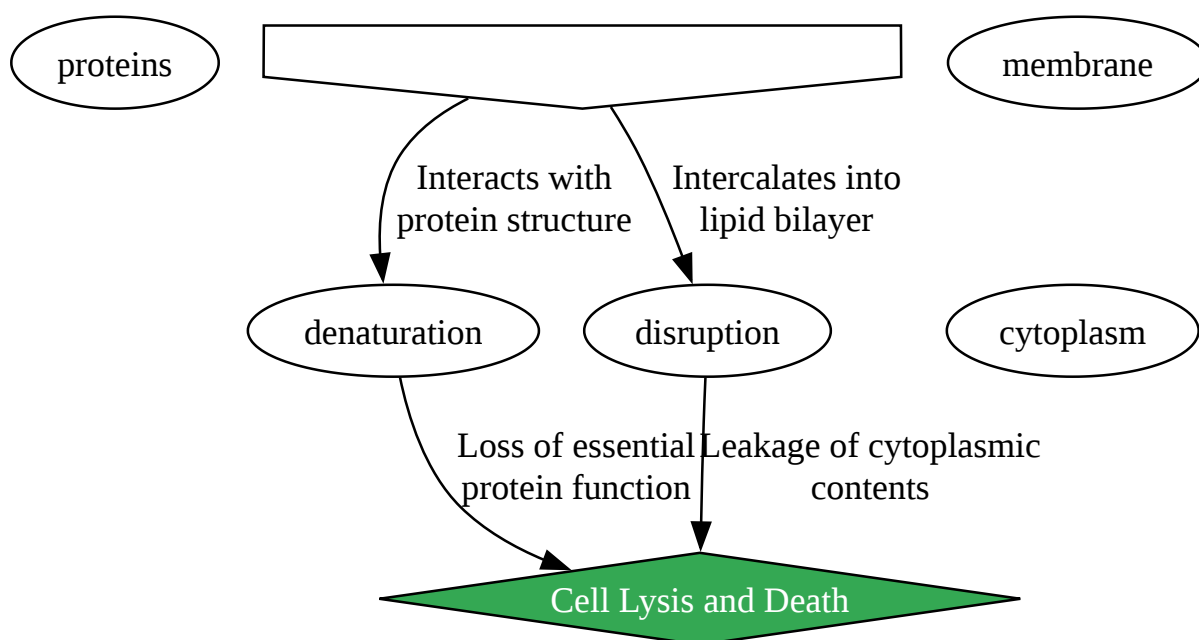 proteins
membrane
Interacts with
protein structure
Intercalates into
lipid bilayer
denaturation
disruption
cytoplasm
Loss of essential
protein function
Leakage of cytoplasmic
contents
Cell Lysis and Death